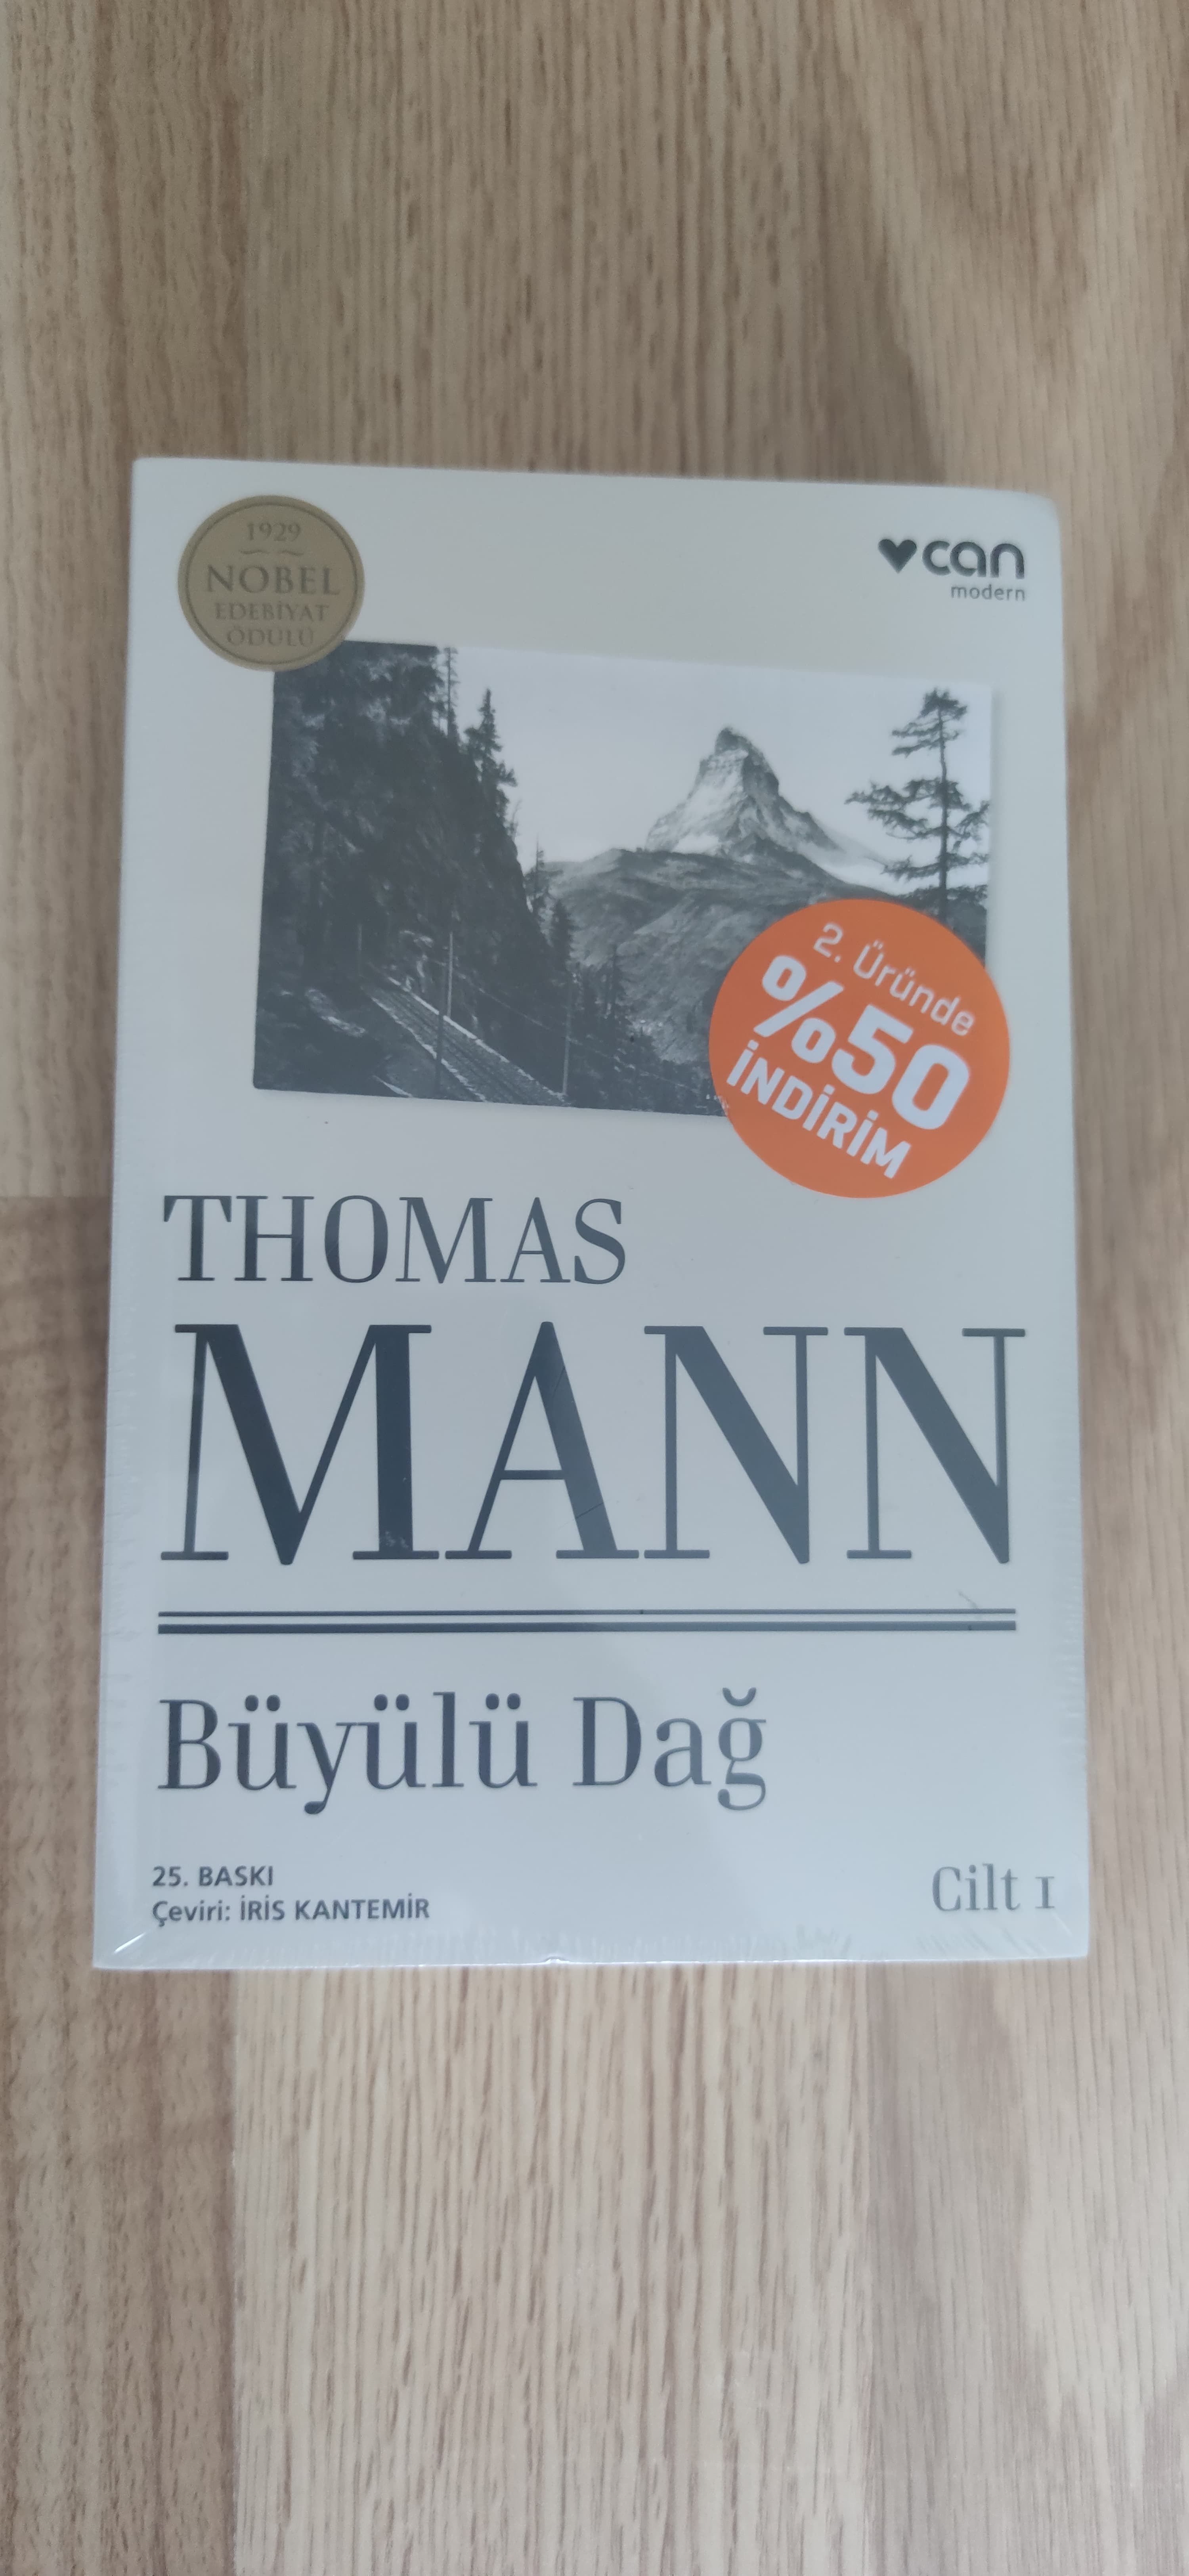 1929
NOBEL
EDEBİYAT
ÖDÜLÜ
can
modern
2. Üründe
%50
İNDİRİM
THOMAS
MANN
Büyülü Dağ
25. BASKI
Çeviri: İRİS KANTEMİR
Cilt I